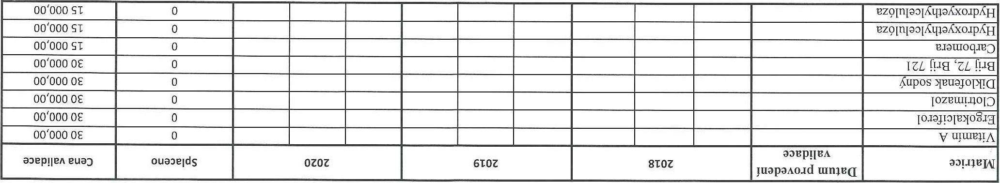 Matrice Datum provedení validace 2018 2019 2020 Splaceno Cena validace
Vitamín A 0 30 000,00
Ergokalciferol 0 30 000,00
Clotrimazol 0 30 000,00
Diklofenak sodný 0 30 000,00
Brij 72, Brij 721 0 30 000,00
Carbomera 0 15 000,00
Hydroxyethylcelulóza 0 15 000,00
Hydroxyethylcelulóza 0 15 000,00